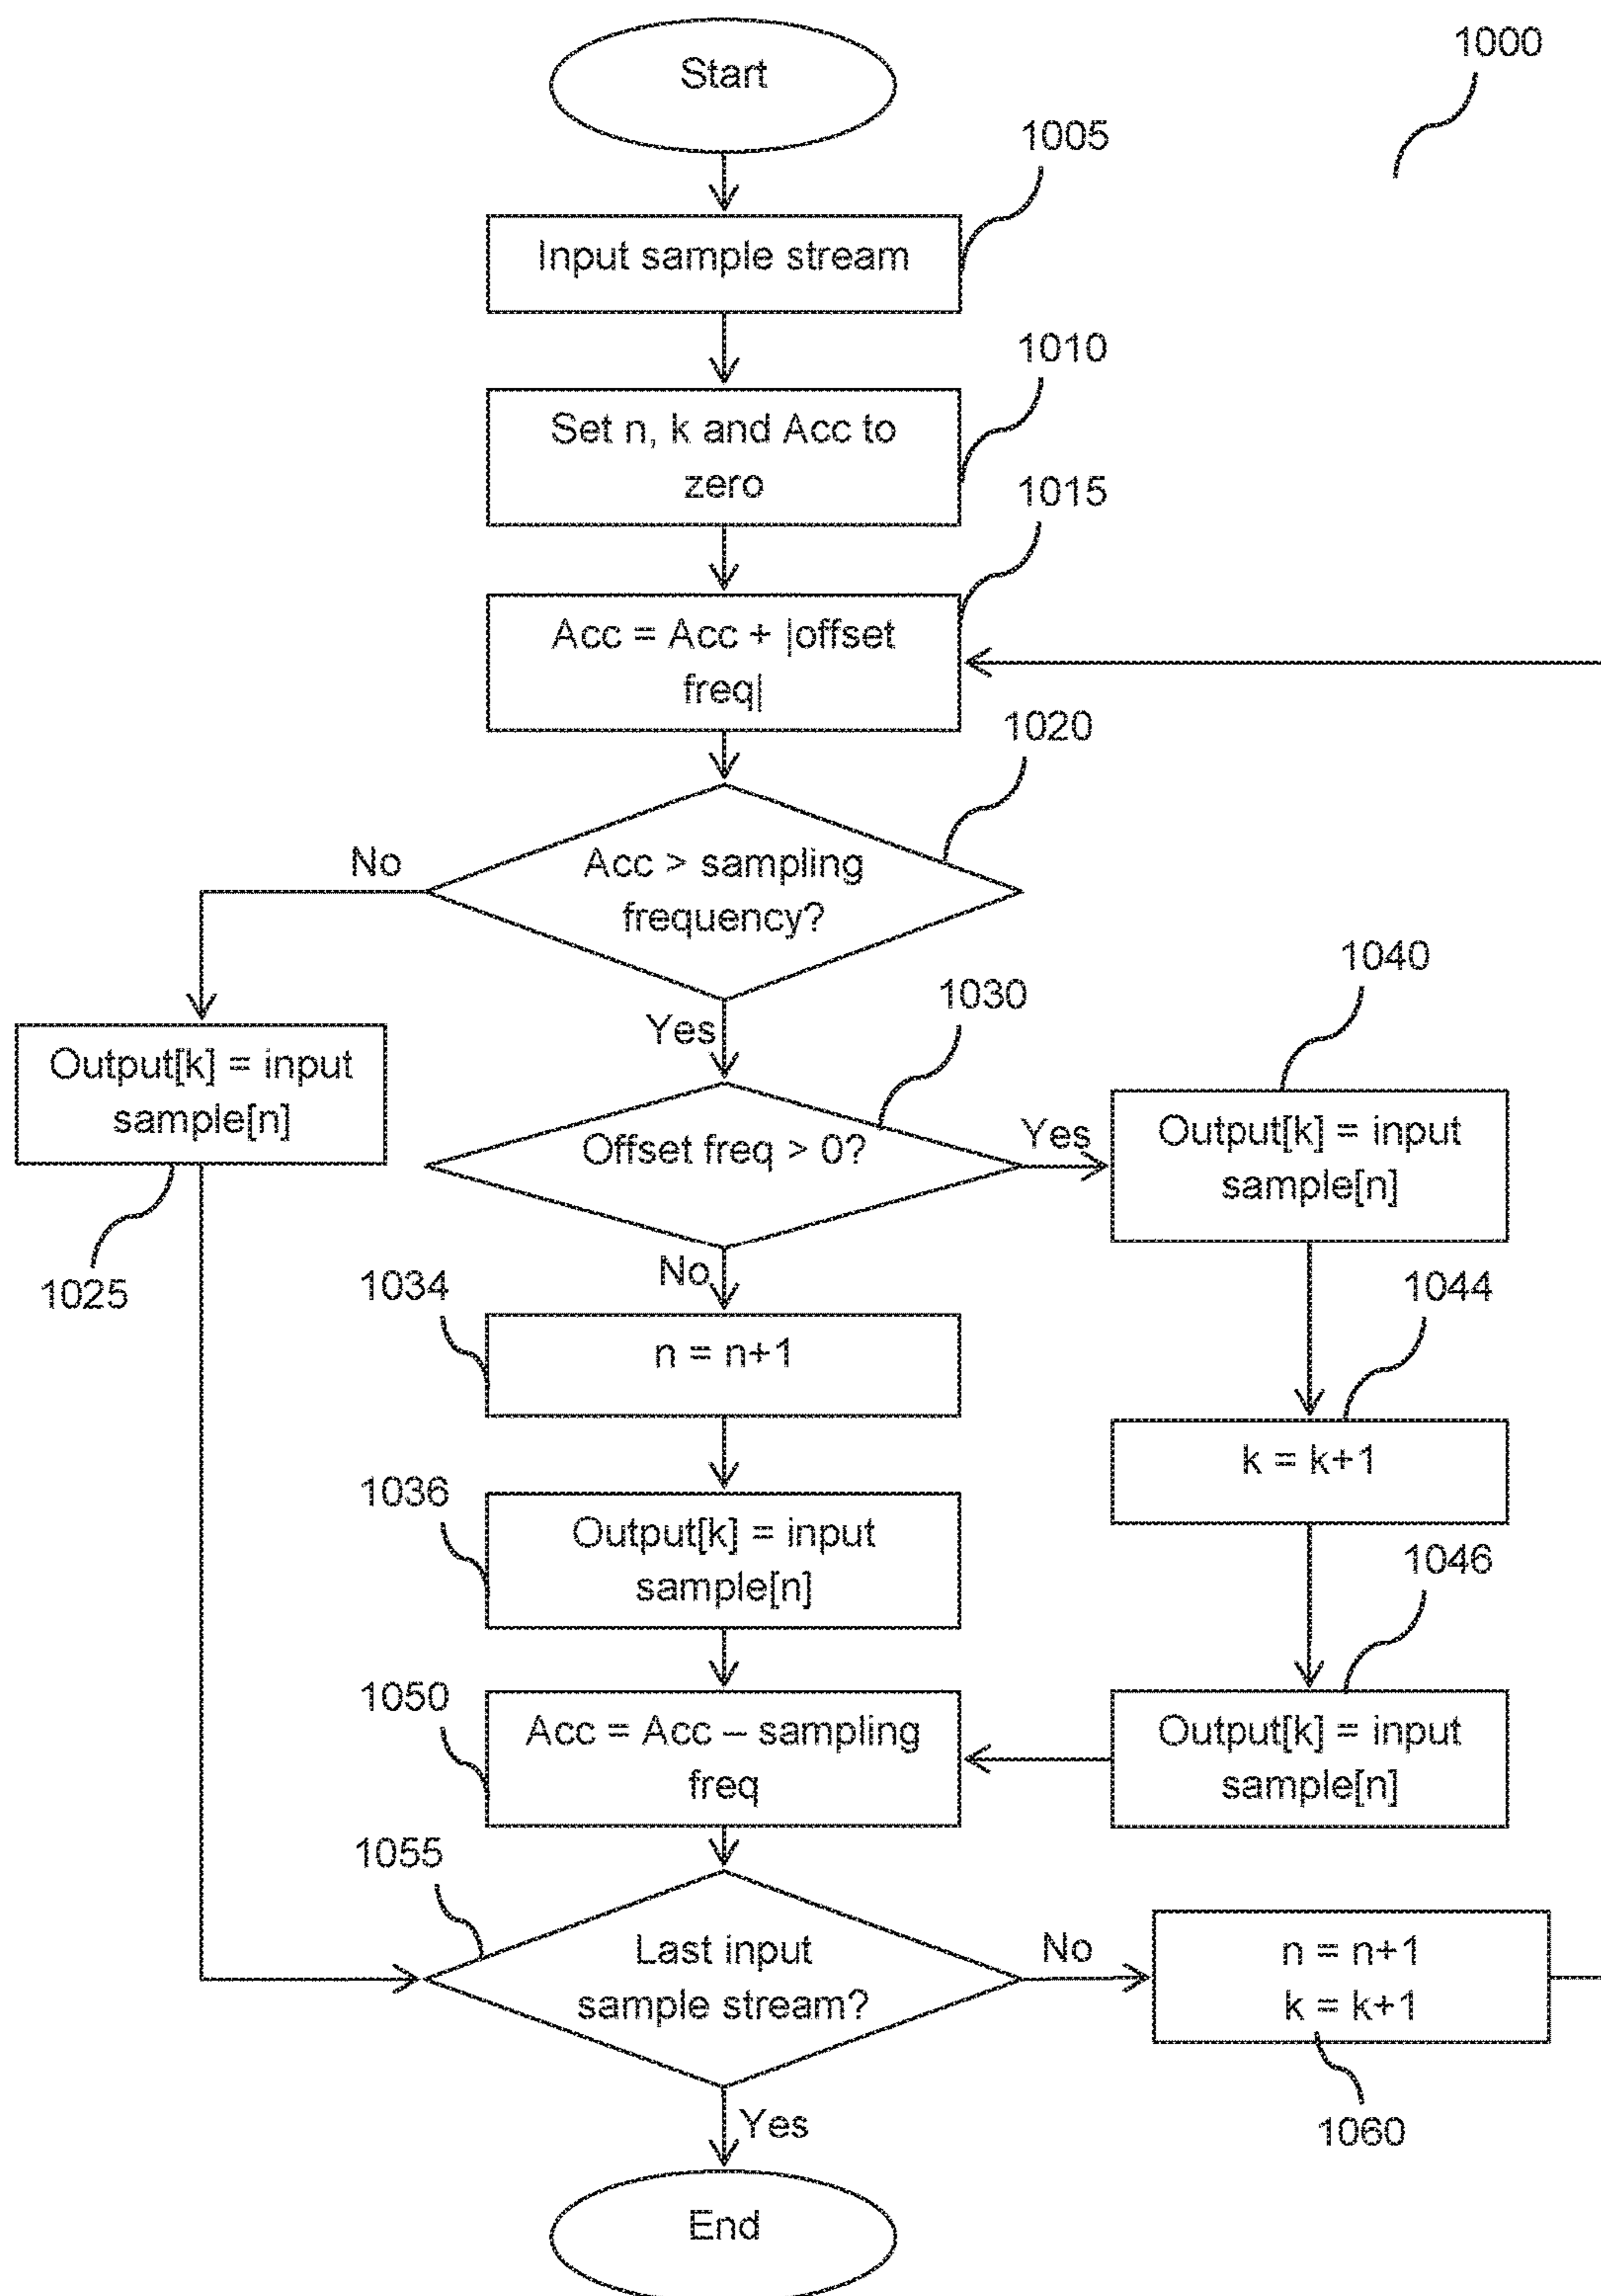 Start
1000
1005
Input sample stream
1010
Set n, k and Acc to
zero
1015
Acc = Acc + |offset
freq|
1020
Acc > sampling
frequency?
No
Yes
1025
Output[k] = input
sample[n]
1030
Offset freq > 0?
Yes
No
1040
Output[k] = input
sample[n]
1034
n = n+1
1044
k = k+1
1036
Output[k] = input
sample[n]
1046
Output[k] = input
sample[n]
1050
Acc = Acc – sampling
freq
1055
Last input
sample stream?
No
n = n+1
k = k+1
1060
Yes
End